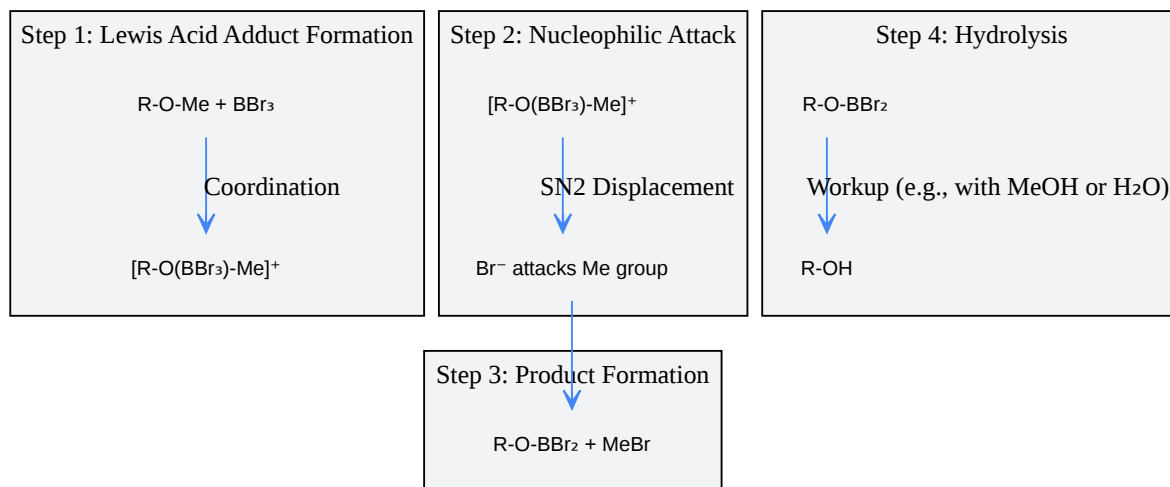 Step 1: Lewis Acid Adduct Formation
R-O-Me + BBr₃
Coordination
[R-O(BBr₃)-Me]⁺
Step 2: Nucleophilic Attack
[R-O(BBr₃)-Me]⁺
SN2 Displacement
Br⁻ attacks Me group
Step 3: Product Formation
R-O-BBr₂ + MeBr
Step 4: Hydrolysis
R-O-BBr₂
Workup (e.g., with MeOH or H₂O)
R-OH